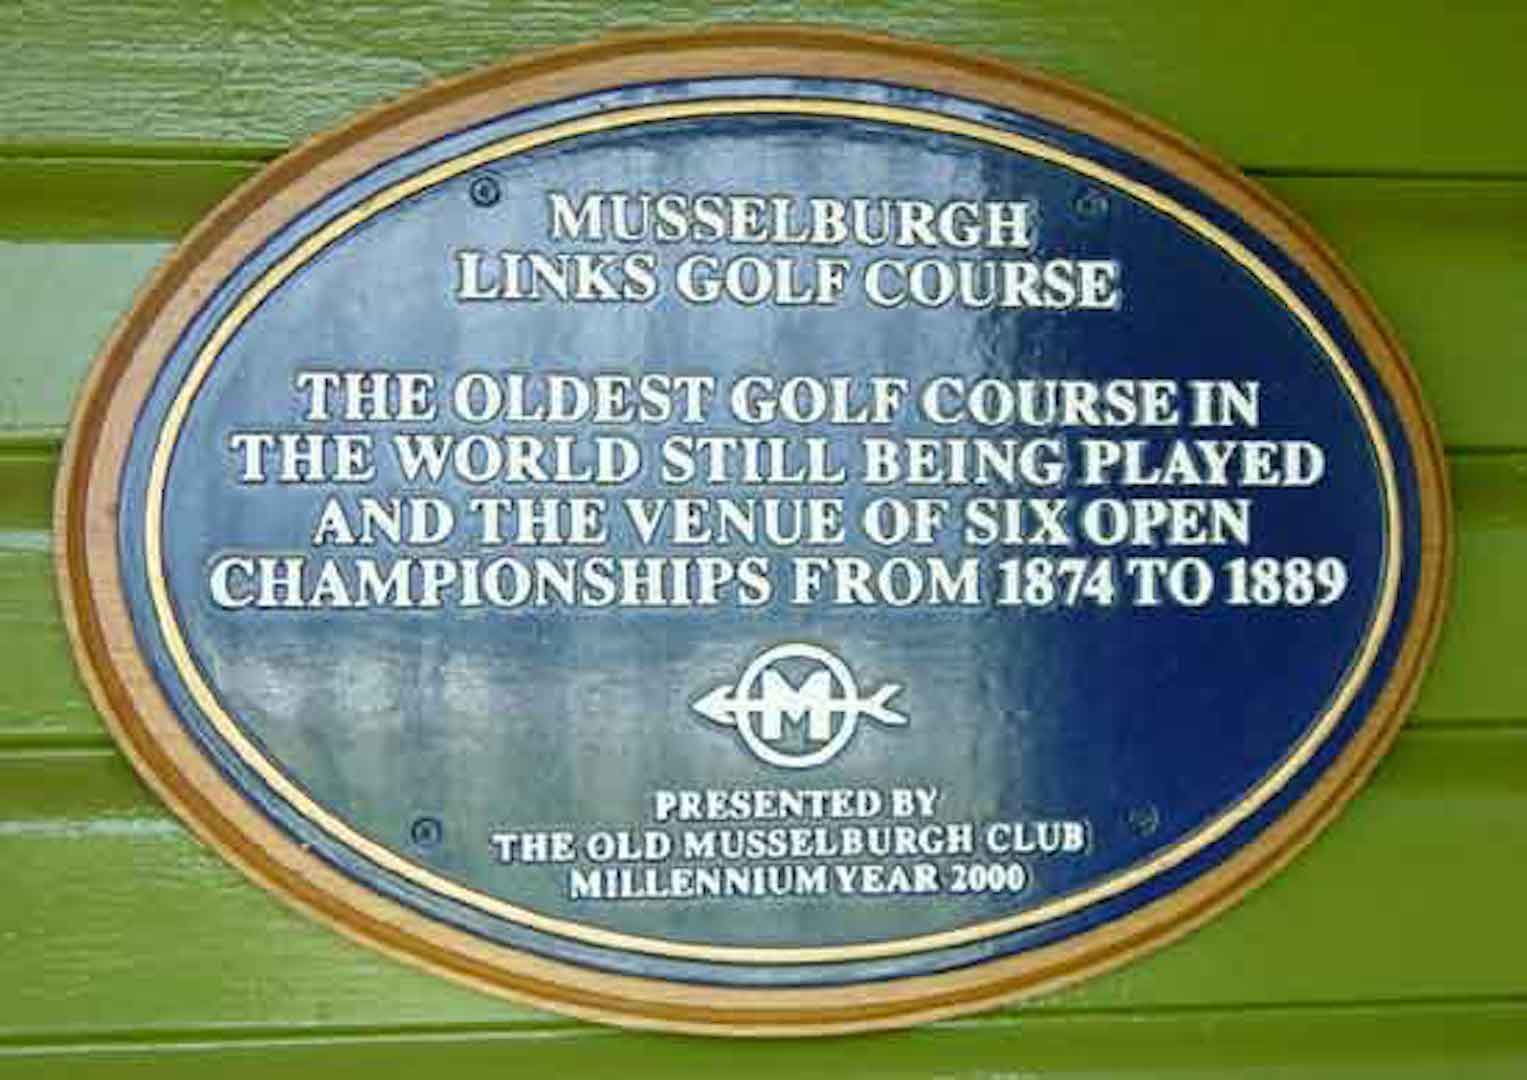 MUSSELBURGH
LINKS GOLF COURSE
THE OLDEST GOLF COURSE IN
THE WORLD STILL BEING PLAYED
AND THE VENUE OF SIX OPEN
CHAMPIONSHIPS FROM 1874 TO 1889
M
PRESENTED BY
THE OLD MUSSELBURGH CLUB
MILLENNIUM YEAR 2000